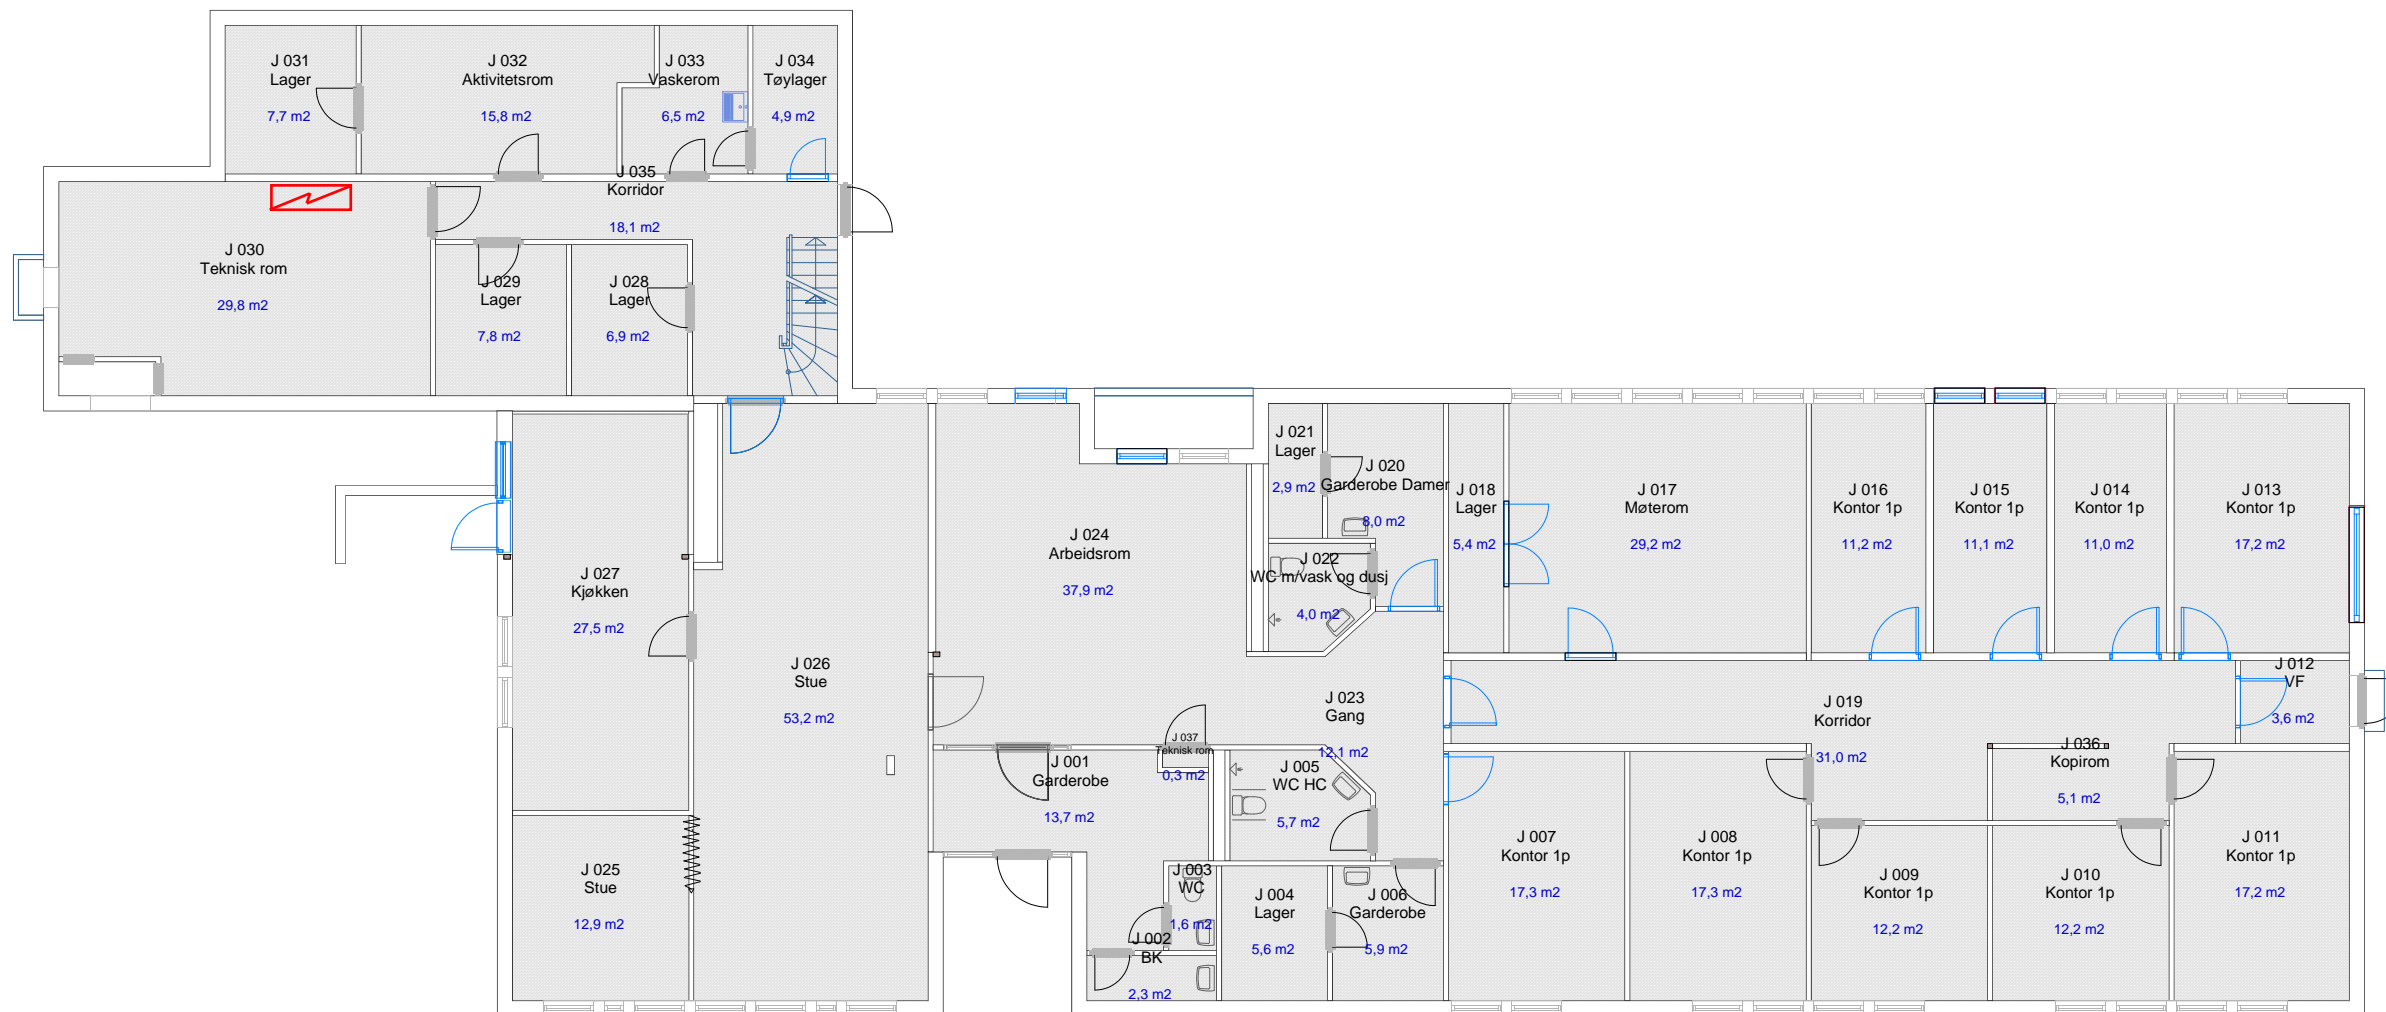 J 031
Lager
7,7 m2
J 032
Aktivitetsrom
15,8 m2
J 033
Vaskerom
6,5 m2
J 034
Tøylager
4,9 m2
J 035
Korridor
18,1 m2
J 030
Teknisk rom
29,8 m2
J 029
Lager
7,8 m2
J 028
Lager
6,9 m2
J 027
Kjøkken
27,5 m2
J 026
Stue
53,2 m2
J 025
Stue
12,9 m2
J 024
Arbeidsrom
37,9 m2
J 021
Lager
2,9 m2
J 020
Garderobe Damer
8,0 m2
J 022
WC m/vask og dusj
4,0 m2
J 018
Lager
5,4 m2
J 017
Møterom
29,2 m2
J 016
Kontor 1p
11,2 m2
J 015
Kontor 1p
11,1 m2
J 014
Kontor 1p
11,0 m2
J 013
Kontor 1p
17,2 m2
J 012
VF
3,6 m2
J 023
Gang
12,1 m2
J 019
Korridor
31,0 m2
J 036
Kopirom
5,1 m2
J 037
Teknisk rom
0,3 m2
J 001
Garderobe
13,7 m2
J 005
WC HC
5,7 m2
J 003
WC
1,6 m2
J 002
BK
2,3 m2
J 004
Lager
5,6 m2
J 006
Garderobe
5,9 m2
J 007
Kontor 1p
17,3 m2
J 008
Kontor 1p
17,3 m2
J 009
Kontor 1p
12,2 m2
J 010
Kontor 1p
12,2 m2
J 011
Kontor 1p
17,2 m2